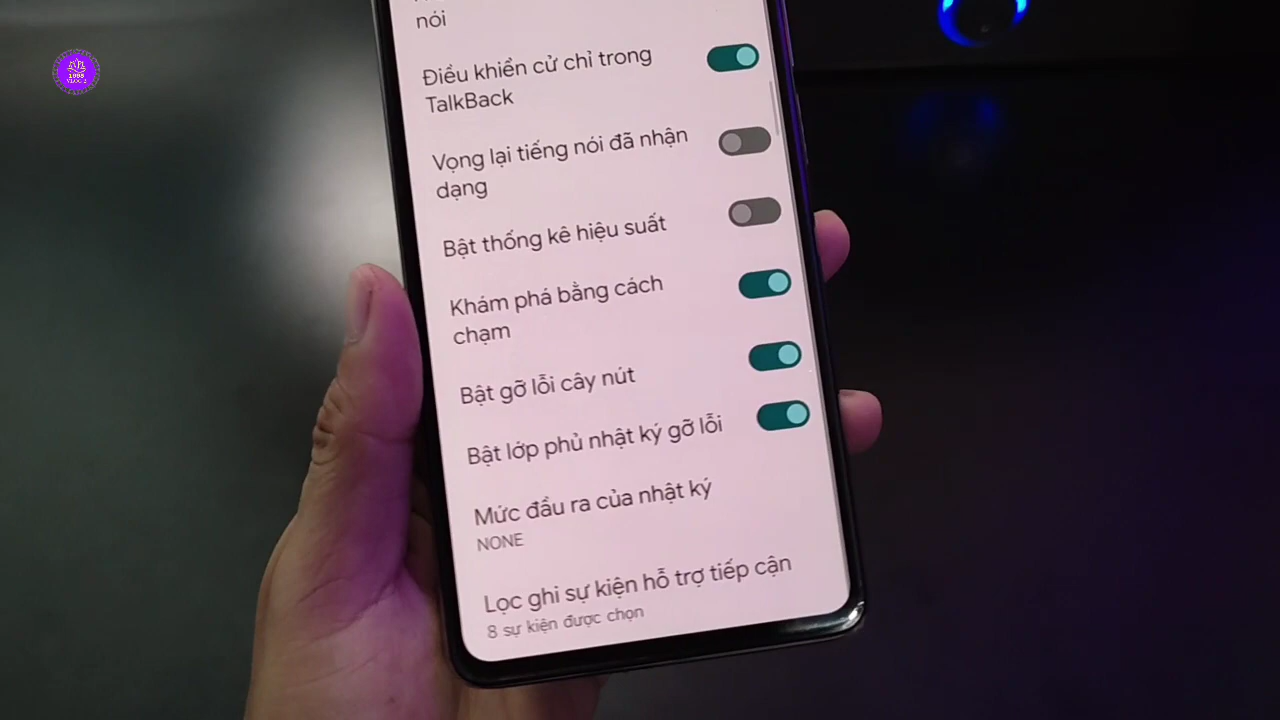 nói
Điều khiển cử chỉ trong
TalkBack
Vọng lại tiếng nói đã nhận
dạng
Bật thống kê hiệu suất
Khám phá bằng cách
chạm
Bật gỡ lỗi cây nút
Bật lớp phủ nhật ký gỡ lỗi
Mức đầu ra của nhật ký
NONE
Lọc ghi sự kiện hỗ trợ tiếp cận
8 sự kiện được chọn